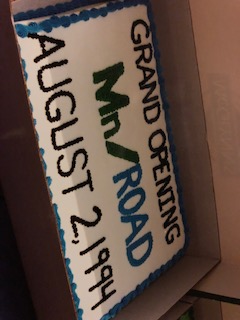 GRAND OPENING
Mn/ROAD
AUGUST 2, 1994